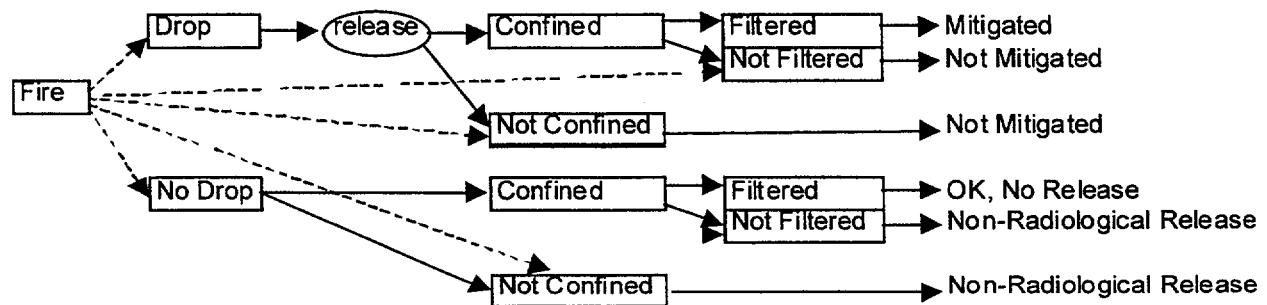 Drop release Confined Filtered Mitigated
Not Filtered Not Mitigated
Fire
Not Confined Not Mitigated
No Drop Confined Filtered OK, No Release
Not Filtered Non-Radiological Release
Not Confined Non-Radiological Release